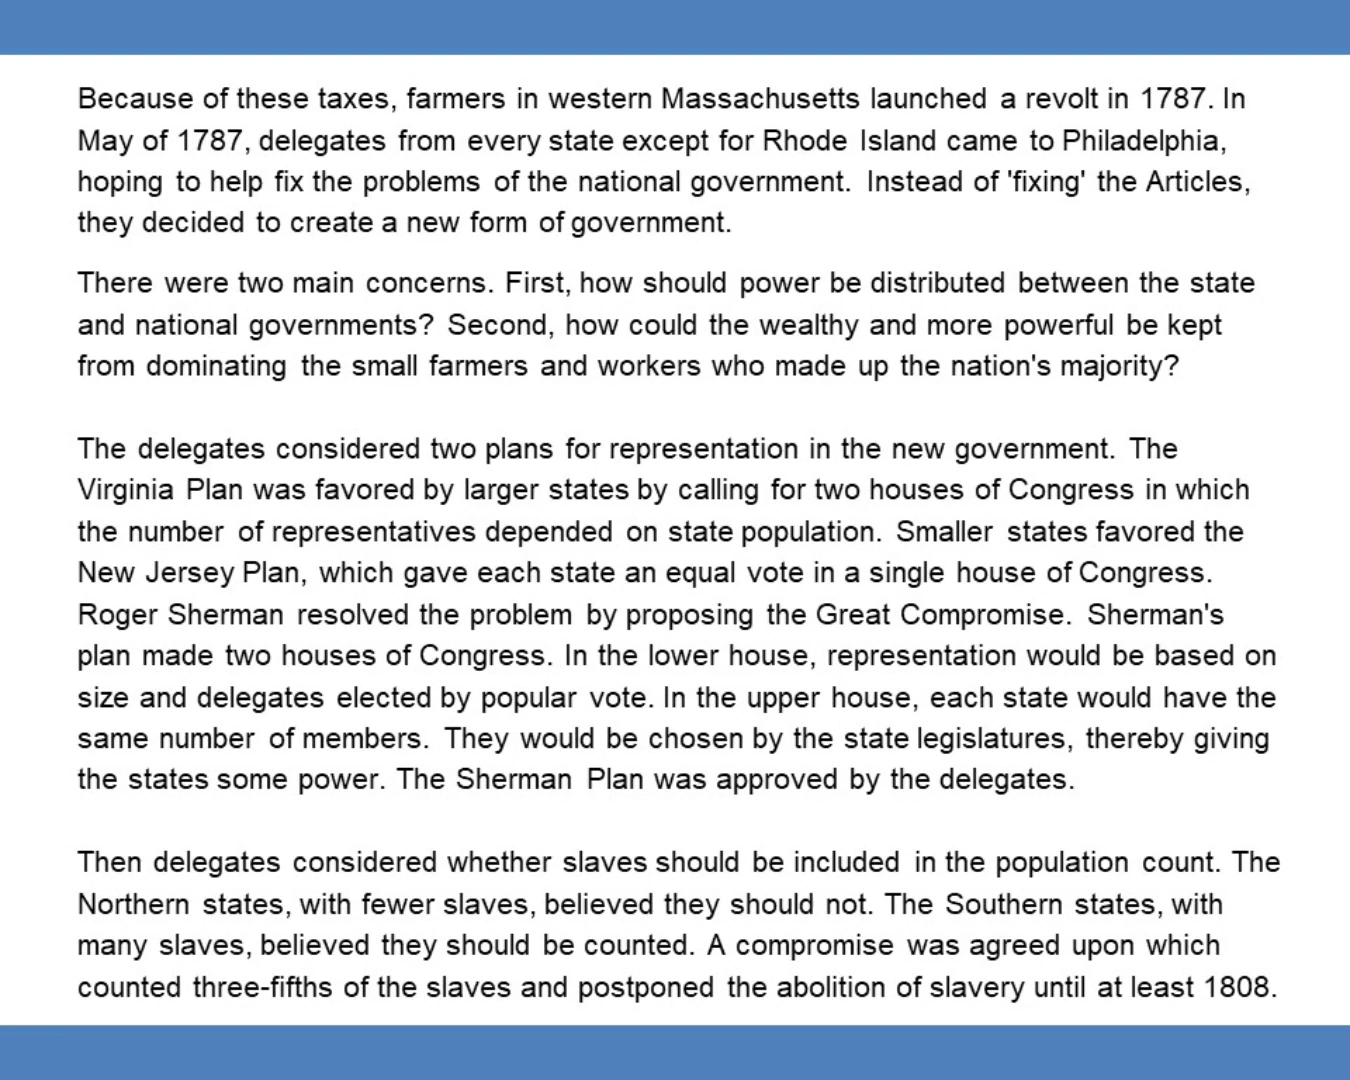 Because of these taxes, farmers in western Massachusetts launched a revolt in 1787. In
May of 1787, delegates from every state except for Rhode Island came to Philadelphia,
hoping to help fix the problems of the national government. Instead of 'fixing' the Articles,
they decided to create a new form of government.
There were two main concerns. First, how should power be distributed between the state
and national governments? Second, how could the wealthy and more powerful be kept
from dominating the small farmers and workers who made up the nation's majority?
The delegates considered two plans for representation in the new government. The
Virginia Plan was favored by larger states by calling for two houses of Congress in which
the number of representatives depended on state population. Smaller states favored the
New Jersey Plan, which gave each state an equal vote in a single house of Congress.
Roger Sherman resolved the problem by proposing the Great Compromise. Sherman's
plan made two houses of Congress. In the lower house, representation would be based on
size and delegates elected by popular vote. In the upper house, each state would have the
same number of members. They would be chosen by the state legislatures, thereby giving
the states some power. The Sherman Plan was approved by the delegates.
Then delegates considered whether slaves should be included in the population count. The
Northern states, with fewer slaves, believed they should not. The Southern states, with
many slaves, believed they should be counted. A compromise was agreed upon which
counted three-fifths of the slaves and postponed the abolition of slavery until at least 1808.